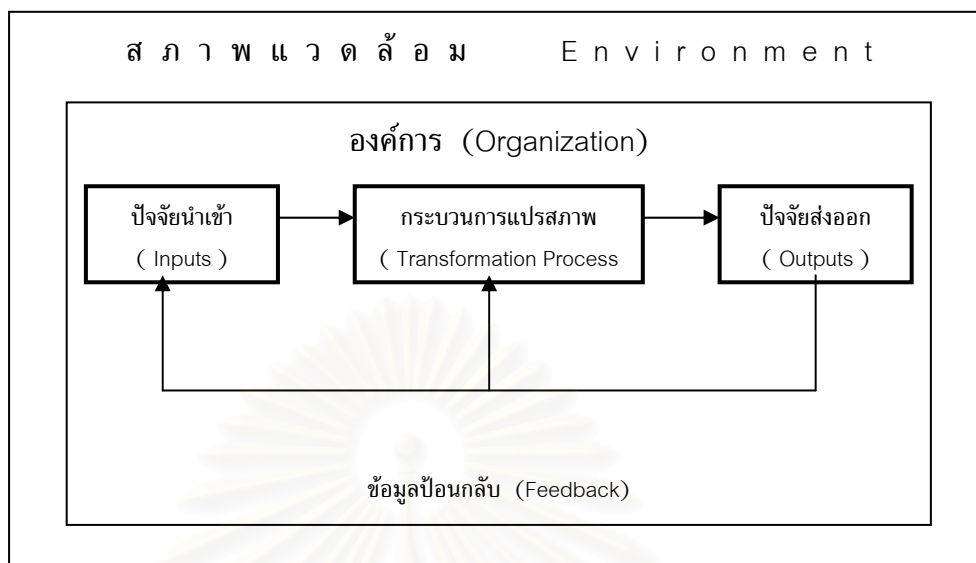 สภาพแวดล้อม Environment
องค์การ (Organization)
ปัจจัยนำเข้า
( Inputs )
กระบวนการแปรสภาพ
( Transformation Process
ปัจจัยส่งออก
( Outputs )
ข้อมูลป้อนกลับ (Feedback)